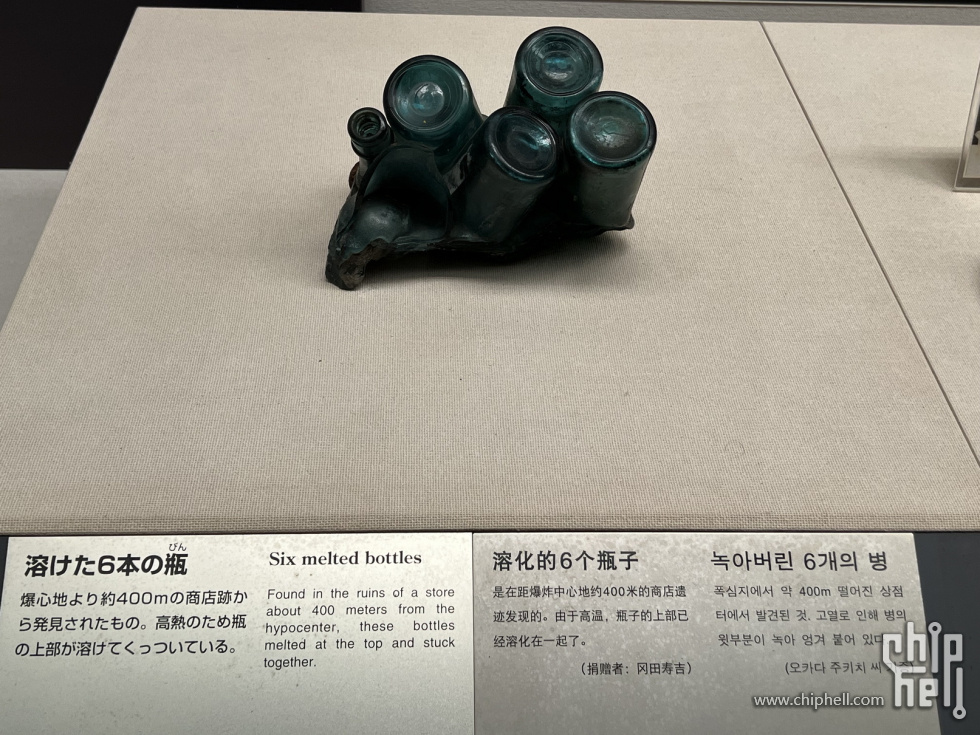 溶けた6本の瓶
びん
爆心地より約400mの商店跡か
ら発見されたもの。高熱のため瓶
の上部が溶けてくっついている。
Six melted bottles
Found in the ruins of a store
about 400 meters from the
hypocenter, these bottles
melted at the top and stuck
together.
溶化的6个瓶子
是在距爆炸中心地约400米的商店遗
迹发现的。由于高温，瓶子的上部已
经溶化在一起了。
（捐赠者：冈田寿吉）
녹아버린 6개의 병
폭심지에서 약 400m 떨어진 상점
터에서 발견된 것. 고열로 인해 병의
윗부분이 녹아 엉겨 붙어 있다
(오카다 주키치 씨
chip
hell
www.chiphell.com